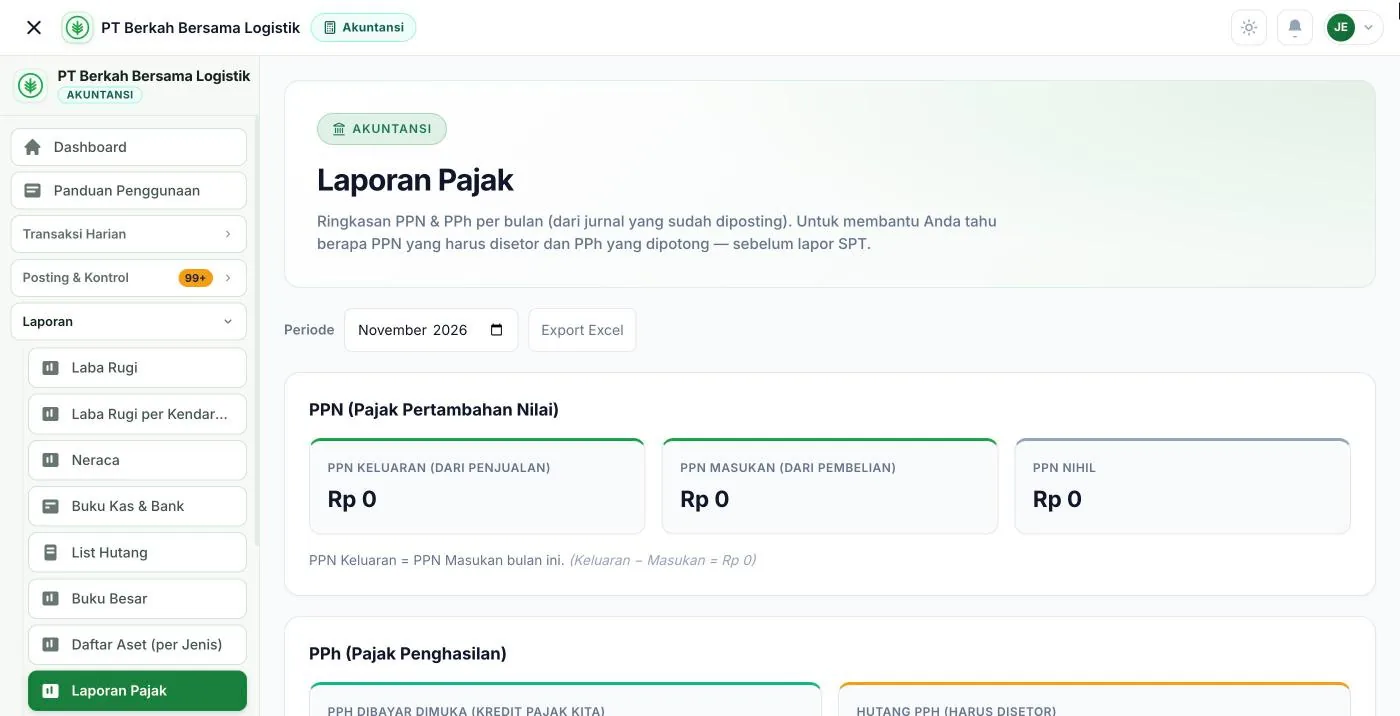 PT Berkah Bersama Logistik
Akuntansi
JE
PT Berkah Bersama Logistik
AKUNTANSI
Dashboard
Panduan Penggunaan
Transaksi Harian
Posting & Kontrol 99+
Laporan
Laba Rugi
Laba Rugi per Kendar...
Neraca
Buku Kas & Bank
List Hutang
Buku Besar
Daftar Aset (per Jenis)
Laporan Pajak
AKUNTANSI
Laporan Pajak
Ringkasan PPN & PPh per bulan (dari jurnal yang sudah diposting). Untuk membantu Anda tahu
berapa PPN yang harus disetor dan PPh yang dipotong — sebelum lapor SPT.
Periode November 2026 Export Excel
PPN (Pajak Pertambahan Nilai)
PPN KELUARAN (DARI PENJUALAN)
Rp 0
PPN MASUKAN (DARI PEMBELIAN)
Rp 0
PPN NIHIL
Rp 0
PPN Keluaran = PPN Masukan bulan ini. (Keluaran − Masukan = Rp 0)
PPh (Pajak Penghasilan)
PPH DIBAYAR DIMUKA (KREDIT PAJAK KITA)
HUTANG PPH (HARUS DISETOR)